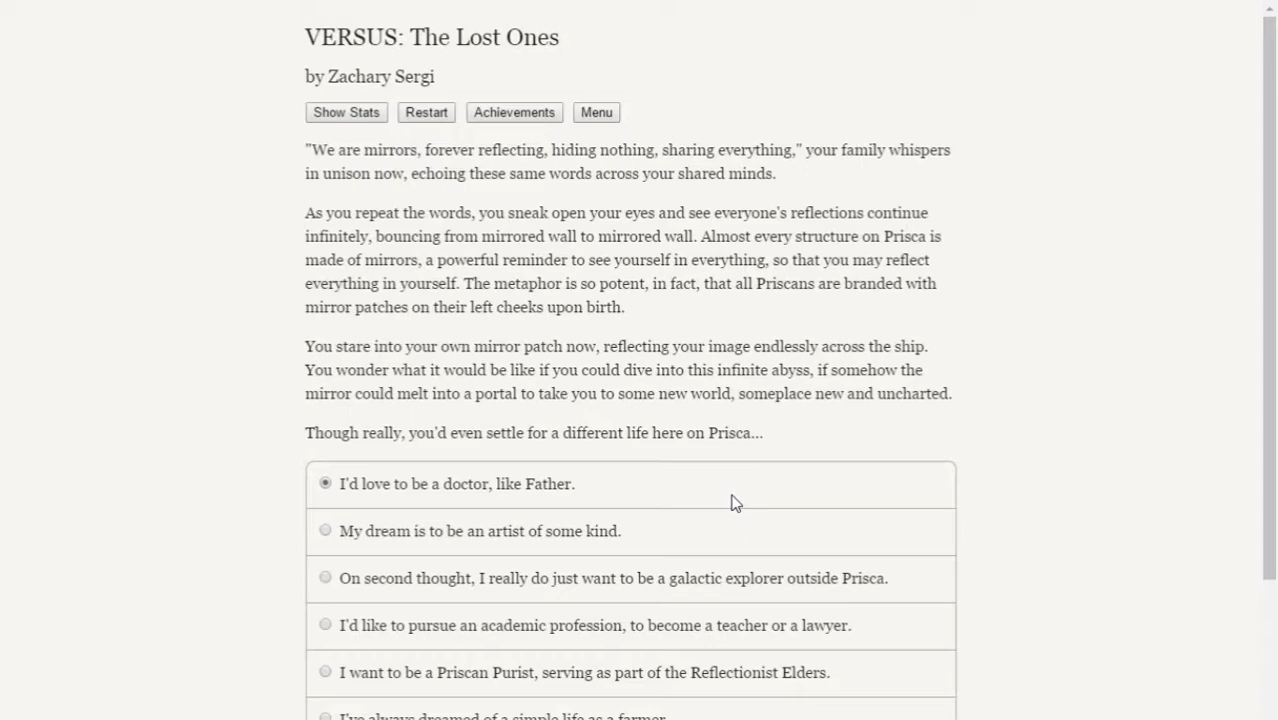 VERSUS: The Lost Ones
by Zachary Sergi
Show Stats Restart Achievements Menu
"We are mirrors, forever reflecting, hiding nothing, sharing everything," your family whispers
in unison now, echoing these same words across your shared minds.
As you repeat the words, you sneak open your eyes and see everyone's reflections continue
infinitely, bouncing from mirrored wall to mirrored wall. Almost every structure on Prisca is
made of mirrors, a powerful reminder to see yourself in everything, so that you may reflect
everything in yourself. The metaphor is so potent, in fact, that all Priscans are branded with
mirror patches on their left cheeks upon birth.
You stare into your own mirror patch now, reflecting your image endlessly across the ship.
You wonder what it would be like if you could dive into this infinite abyss, if somehow the
mirror could melt into a portal to take you to some new world, someplace new and uncharted.
Though really, you'd even settle for a different life here on Prisca...
I'd love to be a doctor, like Father.
My dream is to be an artist of some kind.
On second thought, I really do just want to be a galactic explorer outside Prisca.
I'd like to pursue an academic profession, to become a teacher or a lawyer.
I want to be a Priscan Purist, serving as part of the Reflectionist Elders.
I've always dreamed of a simple life as a farmer.